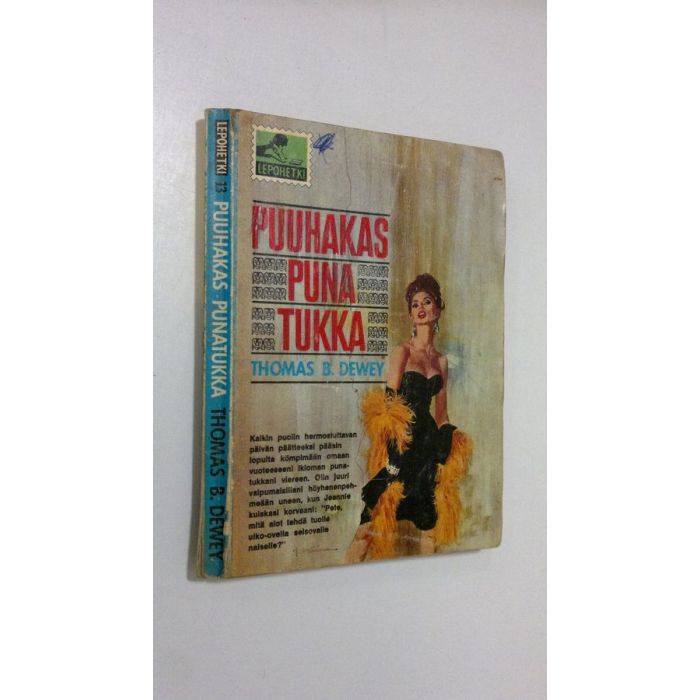 LEPOHETKI 13 PUUHAKAS PUNATUKKA THOMAS B. DEWEY
LEPOHETKI
PUUHAKAS
PUNA
TUKKA
THOMAS B. DEWEY
Kaikin puolin hermostuttavan
päivän päätteeksi pääsin
lopulta kömpimään omaan
vuoteeseeni ikioman puna-
tukkani viereen. Olin juuri
vaipumaisillani höyhenenpeh-
meään uneen, kun Jeannie
kuiskasi korvaani: "Pete,
mitä aiot tehdä tuolle
ulko-ovella seisovalle
naiselle?"